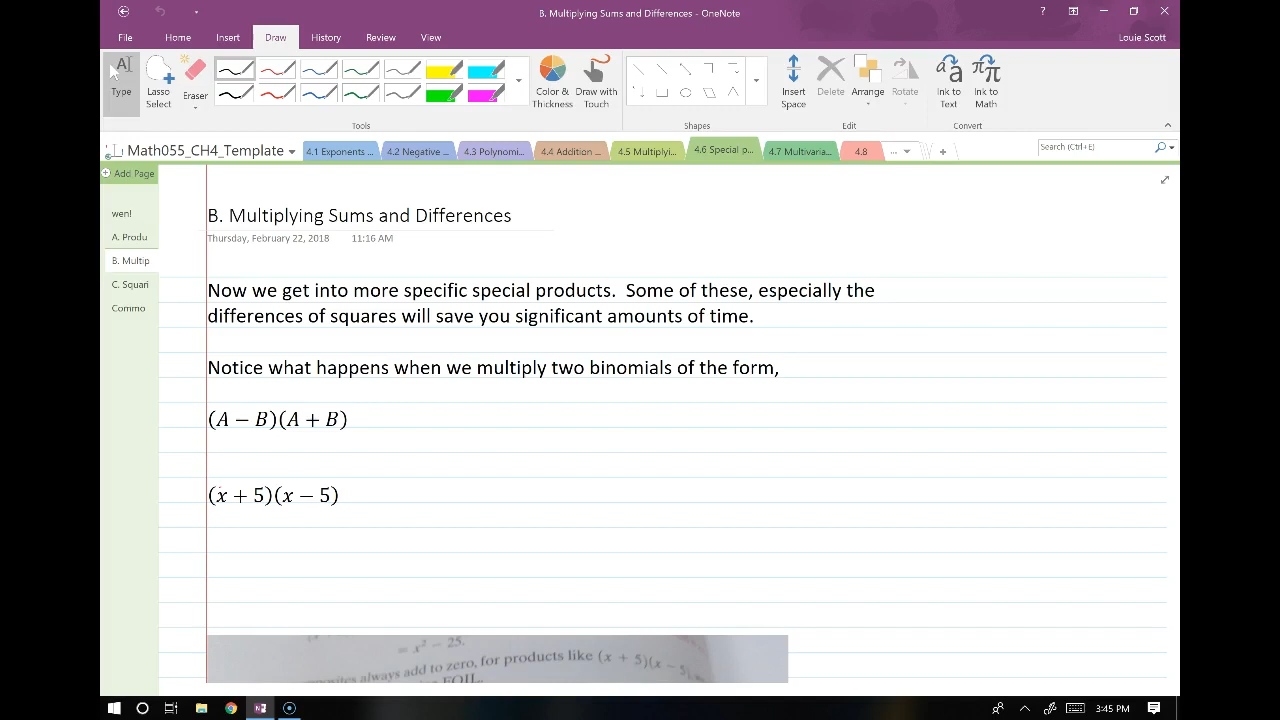 B. Multiplying Sums and Differences - OneNote
?
File Home Insert Draw History Review View
Louie Scott
Type
Lasso Select
Eraser
Color & Thickness
Draw with Touch
Insert Space
Delete
Arrange
Rotate
Ink to Text
Ink to Math
Tools
Shapes
Edit
Convert
Math055_CH4_Template
4.1 Exponents ...
4.2 Negative ...
4.3 Polynomi...
4.4 Addition ...
4.5 Multiplyi...
4.6 Special p...
4.7 Multivaria...
4.8
...
Search (Ctrl+E)
Add Page
wen!
A. Produ
B. Multip
C. Squari
Commo
B. Multiplying Sums and Differences
Thursday, February 22, 2018 11:16 AM
Now we get into more specific special products. Some of these, especially the
differences of squares will save you significant amounts of time.
Notice what happens when we multiply two binomials of the form,
(A − B)(A + B)
(x + 5)(x − 5)
= x² − 25.
always add to zero, for products like (x + 5)(x − 5),
FOIL
3:45 PM